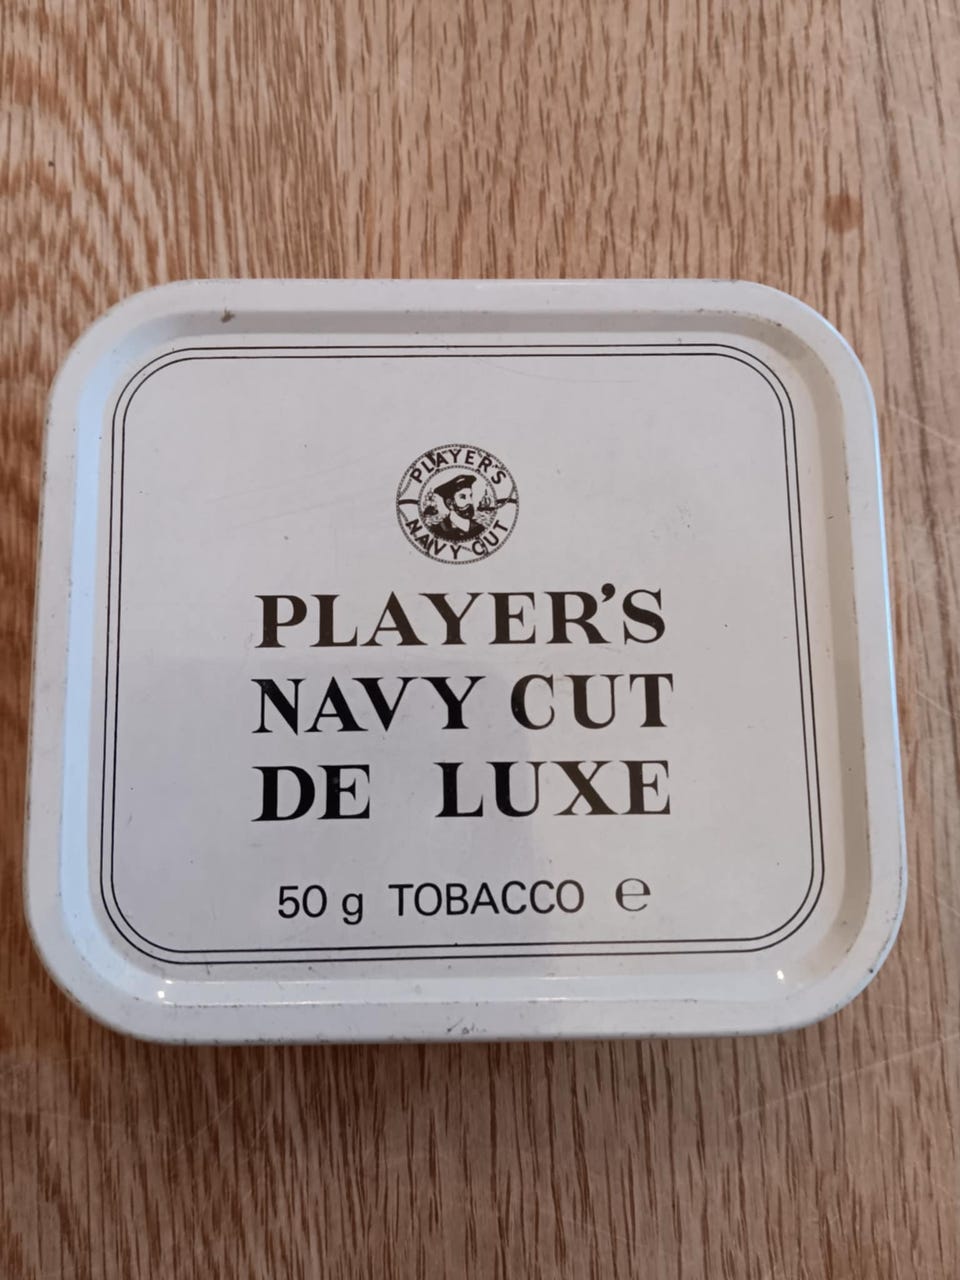 PLAYER'S
NAVY CUT
PLAYER'S
NAVY CUT
DE LUXE
50 g TOBACCO ℮